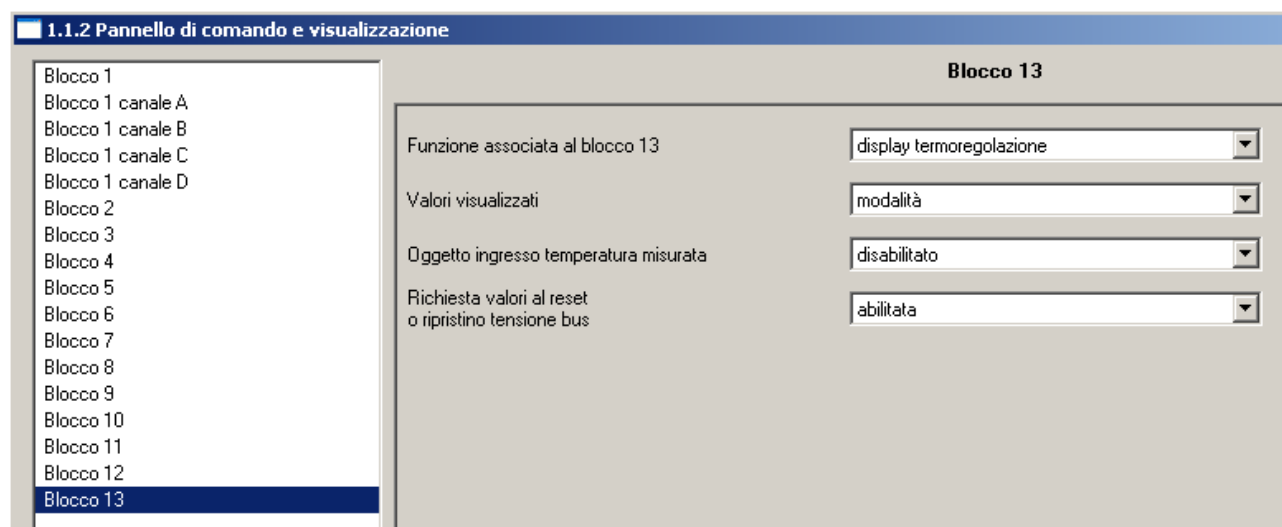 1.1.2 Pannello di comando e visualizzazione
Blocco 1
Blocco 1 canale A
Blocco 1 canale B
Blocco 1 canale C
Blocco 1 canale D
Blocco 2
Blocco 3
Blocco 4
Blocco 5
Blocco 6
Blocco 7
Blocco 8
Blocco 9
Blocco 10
Blocco 11
Blocco 12
Blocco 13
Blocco 13
Funzione associata al blocco 13
display termoregolazione
Valori visualizzati
modalità
Oggetto ingresso temperatura misurata
disabilitato
Richiesta valori al reset
o ripristino tensione bus
abilitata